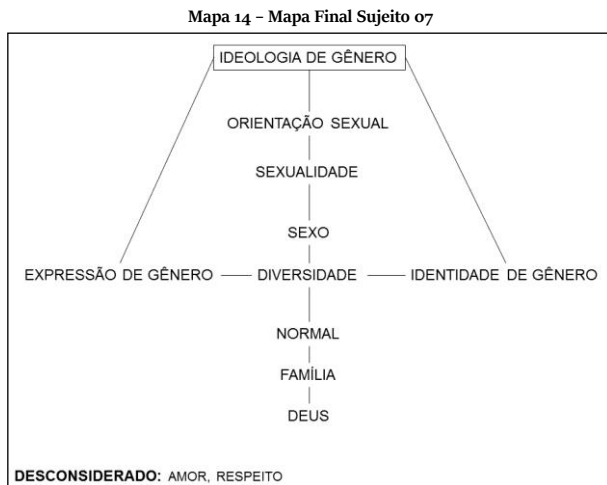 Mapa 14 – Mapa Final Sujeito 07
IDEOLOGIA DE GÊNERO
ORIENTAÇÃO SEXUAL
SEXUALIDADE
SEXO
EXPRESSÃO DE GÊNERO DIVERSIDADE IDENTIDADE DE GÊNERO
NORMAL
FAMÍLIA
DEUS
DESCONSIDERADO: AMOR, RESPEITO